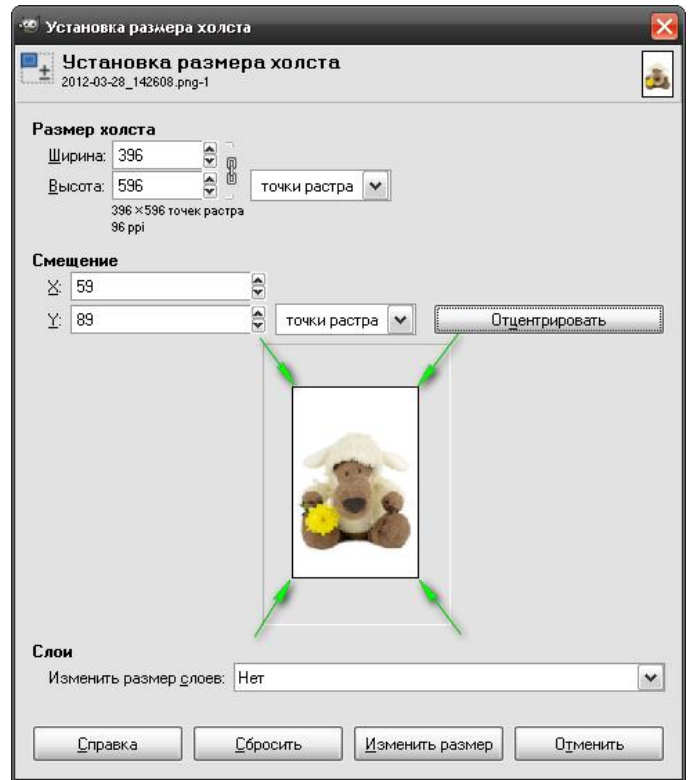 Установка размера холста
Установка размера холста
2012-03-28_142608.png-1
Размер холста
Ширина: 396
Высота: 596 точки растра
396 × 596 точек растра
96 ppi
Смещение
X: 59
Y: 89 точки растра Отцентрировать
Слои
Изменить размер слоев: Нет
Справка Сбросить Изменить размер Отменить